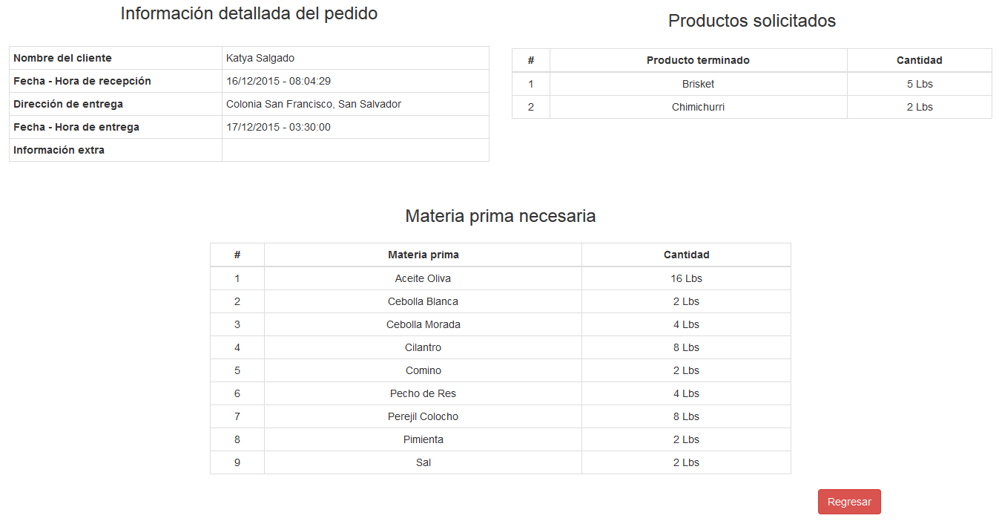 Información detallada del pedido
Nombre del cliente Katya Salgado
Fecha - Hora de recepción 16/12/2015 - 08:04:29
Dirección de entrega Colonia San Francisco, San Salvador
Fecha - Hora de entrega 17/12/2015 - 03:30:00
Información extra
Productos solicitados
# Producto terminado Cantidad
1 Brisket 5 Lbs
2 Chimichurri 2 Lbs
Materia prima necesaria
# Materia prima Cantidad
1 Aceite Oliva 16 Lbs
2 Cebolla Blanca 2 Lbs
3 Cebolla Morada 4 Lbs
4 Cilantro 8 Lbs
5 Comino 2 Lbs
6 Pecho de Res 4 Lbs
7 Perejil Colocho 8 Lbs
8 Pimienta 2 Lbs
9 Sal 2 Lbs
Regresar